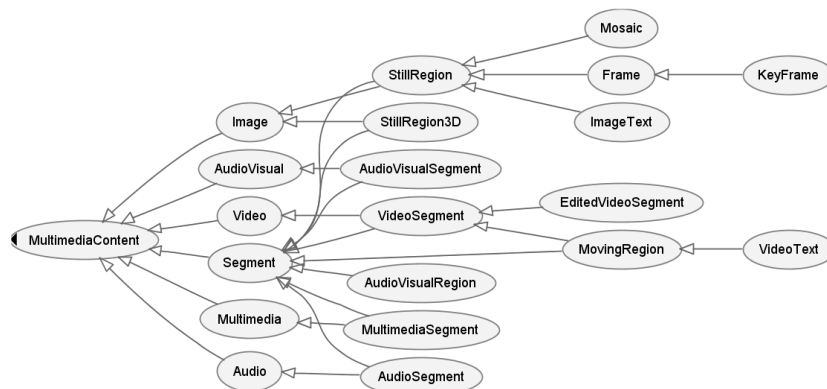 Mosaic
StillRegion
Frame
KeyFrame
Image
StillRegion3D
ImageText
AudioVisual
AudioVisualSegment
EditedVideoSegment
Video
VideoSegment
MultimediaContent
MovingRegion
VideoText
Segment
AudioVisualRegion
Multimedia
MultimediaSegment
Audio
AudioSegment